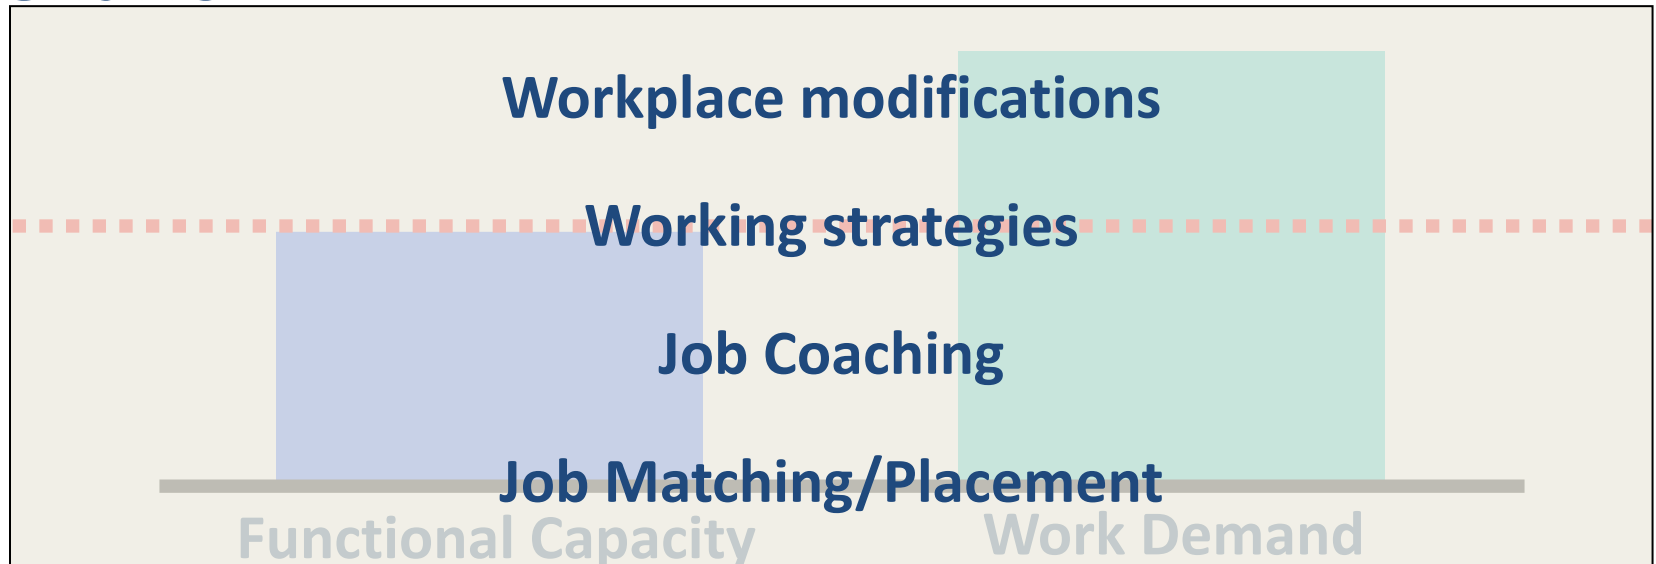 Workplace modifications
Working strategies
Job Coaching
Job Matching/Placement
Functional Capacity
Work Demand